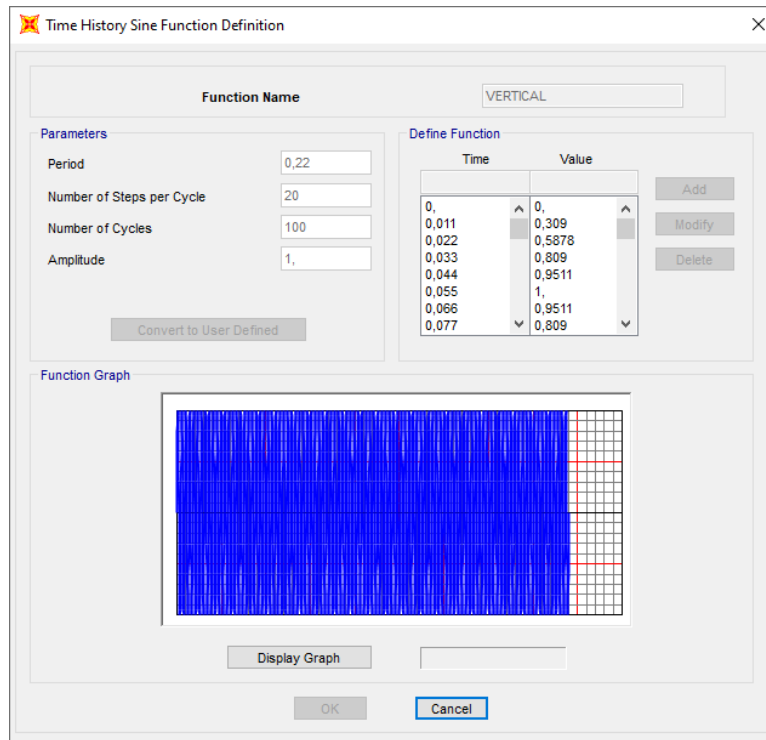 Time History Sine Function Definition
Function Name VERTICAL
Parameters
Period 0,22
Number of Steps per Cycle 20
Number of Cycles 100
Amplitude 1,
Convert to User Defined
Define Function
Time Value
0, 0,
0,011 0,309
0,022 0,5878
0,033 0,809
0,044 0,9511
0,055 1,
0,066 0,9511
0,077 0,809
Add
Modify
Delete
Function Graph
Display Graph
OK Cancel